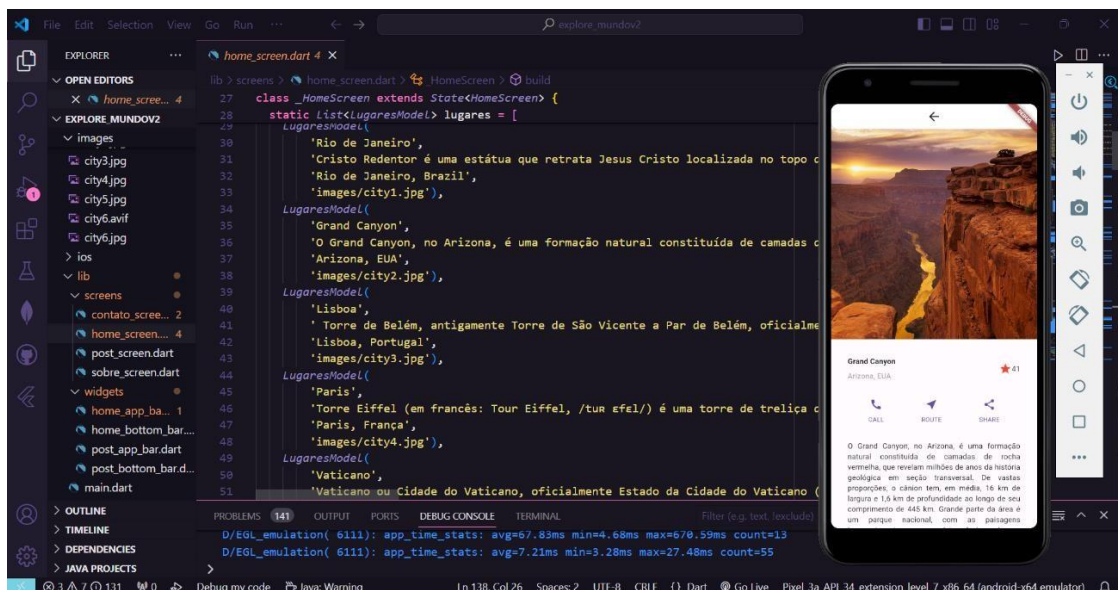 File Edit Selection View Go Run ··· explore_mundov2
EXPLORER ···
OPEN EDITORS
home_scree... 4
EXPLORE_MUNDOV2
images
city3.jpg
city4.jpg
city5.jpg
city6.avif
city6.jpg
ios
lib
screens
contato_scree... 2
home_screen.... 4
post_screen.dart
sobre_screen.dart
widgets
home_app_ba... 1
home_bottom_bar....
post_app_bar.dart
post_bottom_bar.d...
main.dart
OUTLINE
TIMELINE
DEPENDENCIES
JAVA PROJECTS
1
home_screen.dart 4
lib > screens > home_screen.dart > _HomeScreen > build
27 class _HomeScreen extends State<HomeScreen> {
28 static List<LugaresModel> lugares = [
29 LugaresModel(
30 'Rio de Janeiro',
31 'Cristo Redentor é uma estátua que retrata Jesus Cristo localizada no topo d
32 'Rio de Janeiro, Brazil',
33 'images/city1.jpg'),
34 LugaresModel(
35 'Grand Canyon',
36 'O Grand Canyon, no Arizona, é uma formação natural constituída de camadas d
37 'Arizona, EUA',
38 'images/city2.jpg'),
39 LugaresModel(
40 'Lisboa',
41 ' Torre de Belém, antigamente Torre de São Vicente a Par de Belém, oficialme
42 'Lisboa, Portugal',
43 'images/city3.jpg'),
44 LugaresModel(
45 'Paris',
46 'Torre Eiffel (em francês: Tour Eiffel, /tuʀ ɛfɛl/) é uma torre de treliça d
47 'Paris, França',
48 'images/city4.jpg'),
49 LugaresModel(
50 'Vaticano',
51 'Vaticano ou Cidade do Vaticano, oficialmente Estado da Cidade do Vaticano (
PROBLEMS 141 OUTPUT PORTS DEBUG CONSOLE TERMINAL Filter (e.g. text, !exclude)
D/EGL_emulation( 6111): app_time_stats: avg=67.83ms min=4.68ms max=670.59ms count=13
D/EGL_emulation( 6111): app_time_stats: avg=7.21ms min=3.28ms max=27.48ms count=55
>
DEBUG
Grand Canyon
Arizona, EUA
41
CALL ROUTE SHARE
O Grand Canyon, no Arizona, é uma formação
natural constituída de camadas de rocha
vermelha, que revelam milhões de anos da história
geológica em seção transversal. De vastas
proporções, o cânion tem, em média, 16 km de
largura e 1,6 km de profundidade ao longo de seu
comprimento de 445 km. Grande parte da área é
um parque nacional, com as paisagens
3 7 131 0 Debug my code Java: Warning Ln 138, Col 26 Spaces: 2 UTF-8 CRLF {} Dart Go Live Pixel_3a_API_34_extension_level_7_x86_64 (android-x64 emulator)